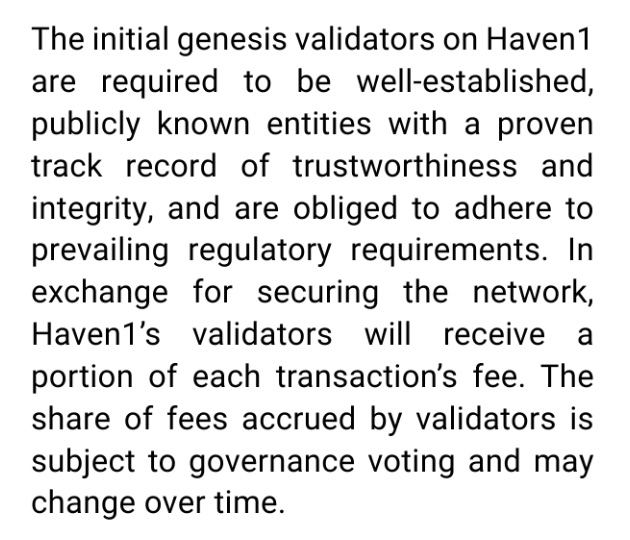 The initial genesis validators on Haven1
are required to be well-established,
publicly known entities with a proven
track record of trustworthiness and
integrity, and are obliged to adhere to
prevailing regulatory requirements. In
exchange for securing the network,
Haven1’s validators will receive a
portion of each transaction’s fee. The
share of fees accrued by validators is
subject to governance voting and may
change over time.